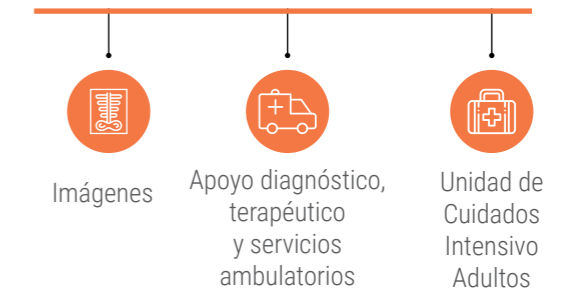 Imágenes
Apoyo diagnóstico,
terapéutico
y servicios
ambulatorios
Unidad de
Cuidados
Intensivo
Adultos